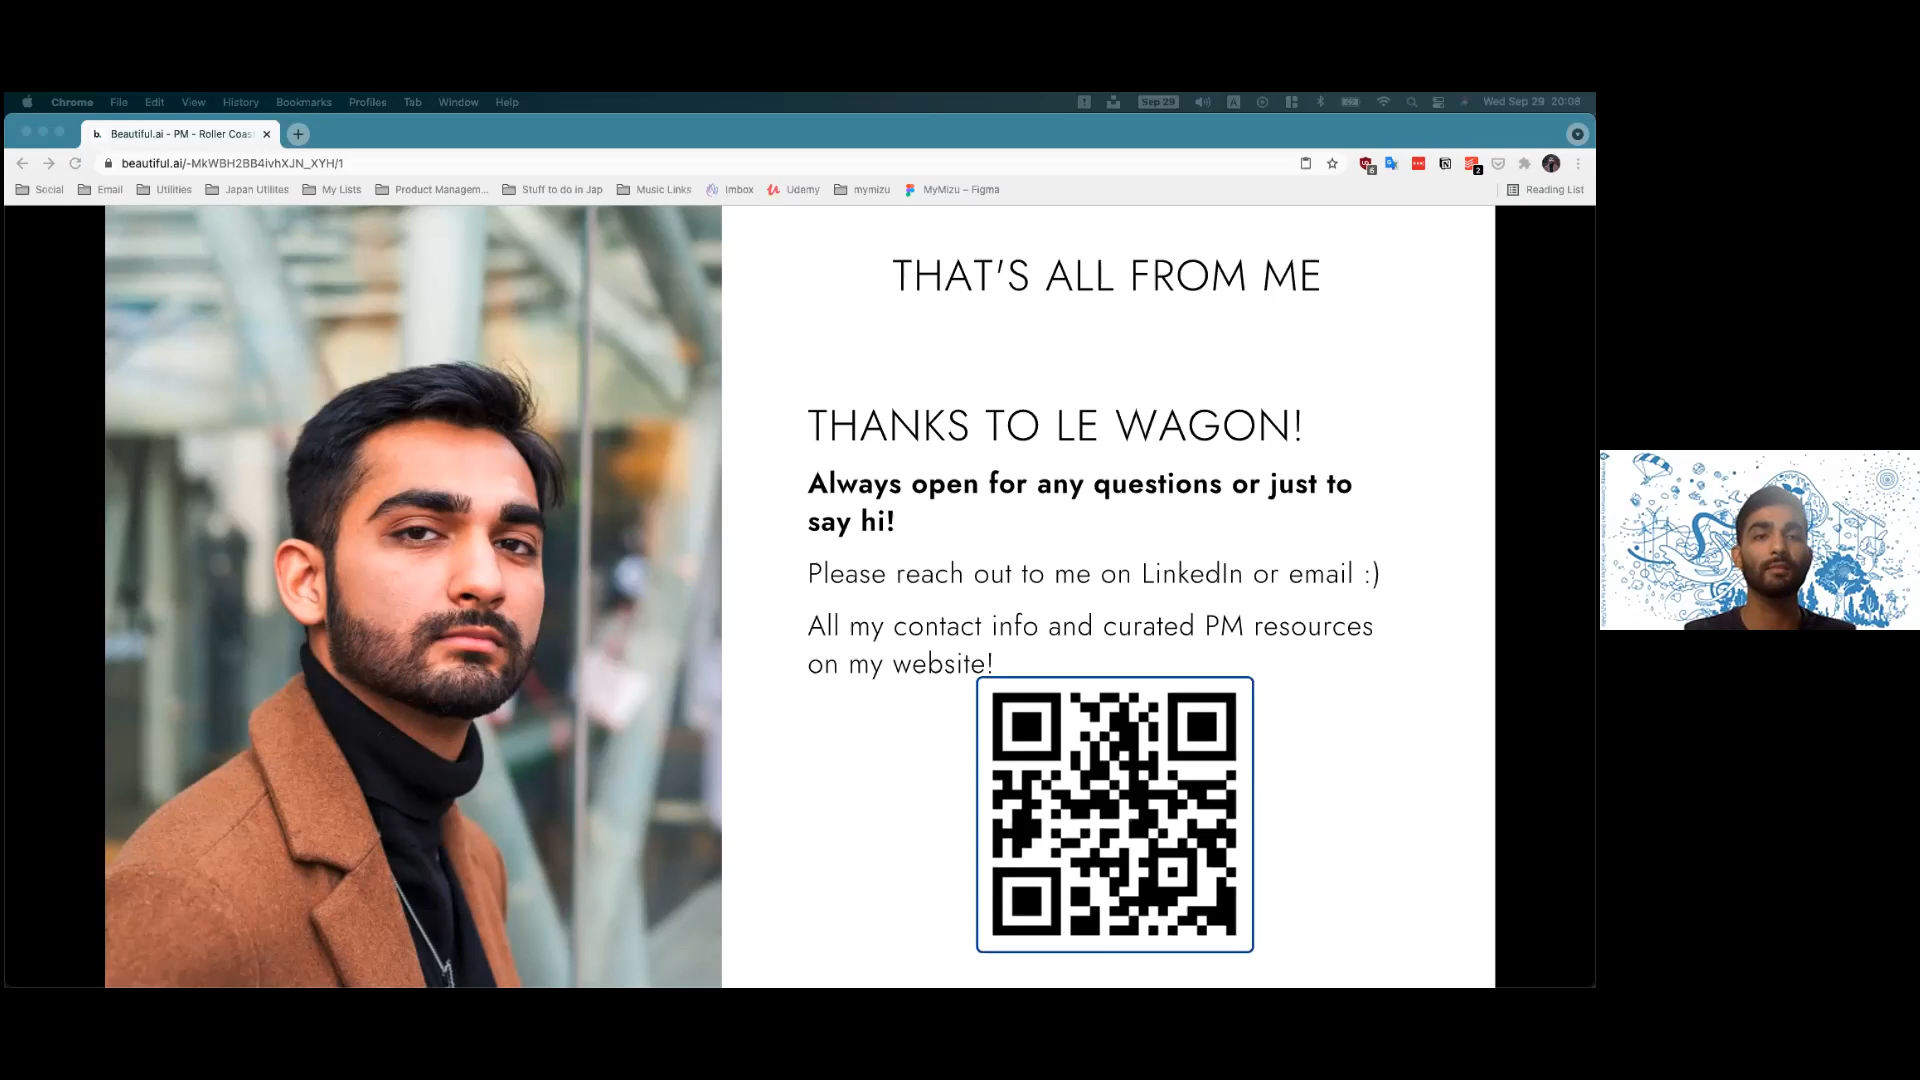 Chrome File Edit View History Bookmarks Profiles Tab Window Help Sep 29 Wed Sep 29 20:08
b. Beautiful.ai - PM - Roller Coas
beautiful.ai/-MkWBH2BB4ivhXJN_XYH/1
Social Email Utilities Japan Utilites My Lists Product Managem... Stuff to do in Jap Music Links Imbox Udemy mymizu MyMizu – Figma Reading List
THAT'S ALL FROM ME
THANKS TO LE WAGON!
Always open for any questions or just to
say hi!
Please reach out to me on LinkedIn or email :)
All my contact info and curated PM resources
on my website!